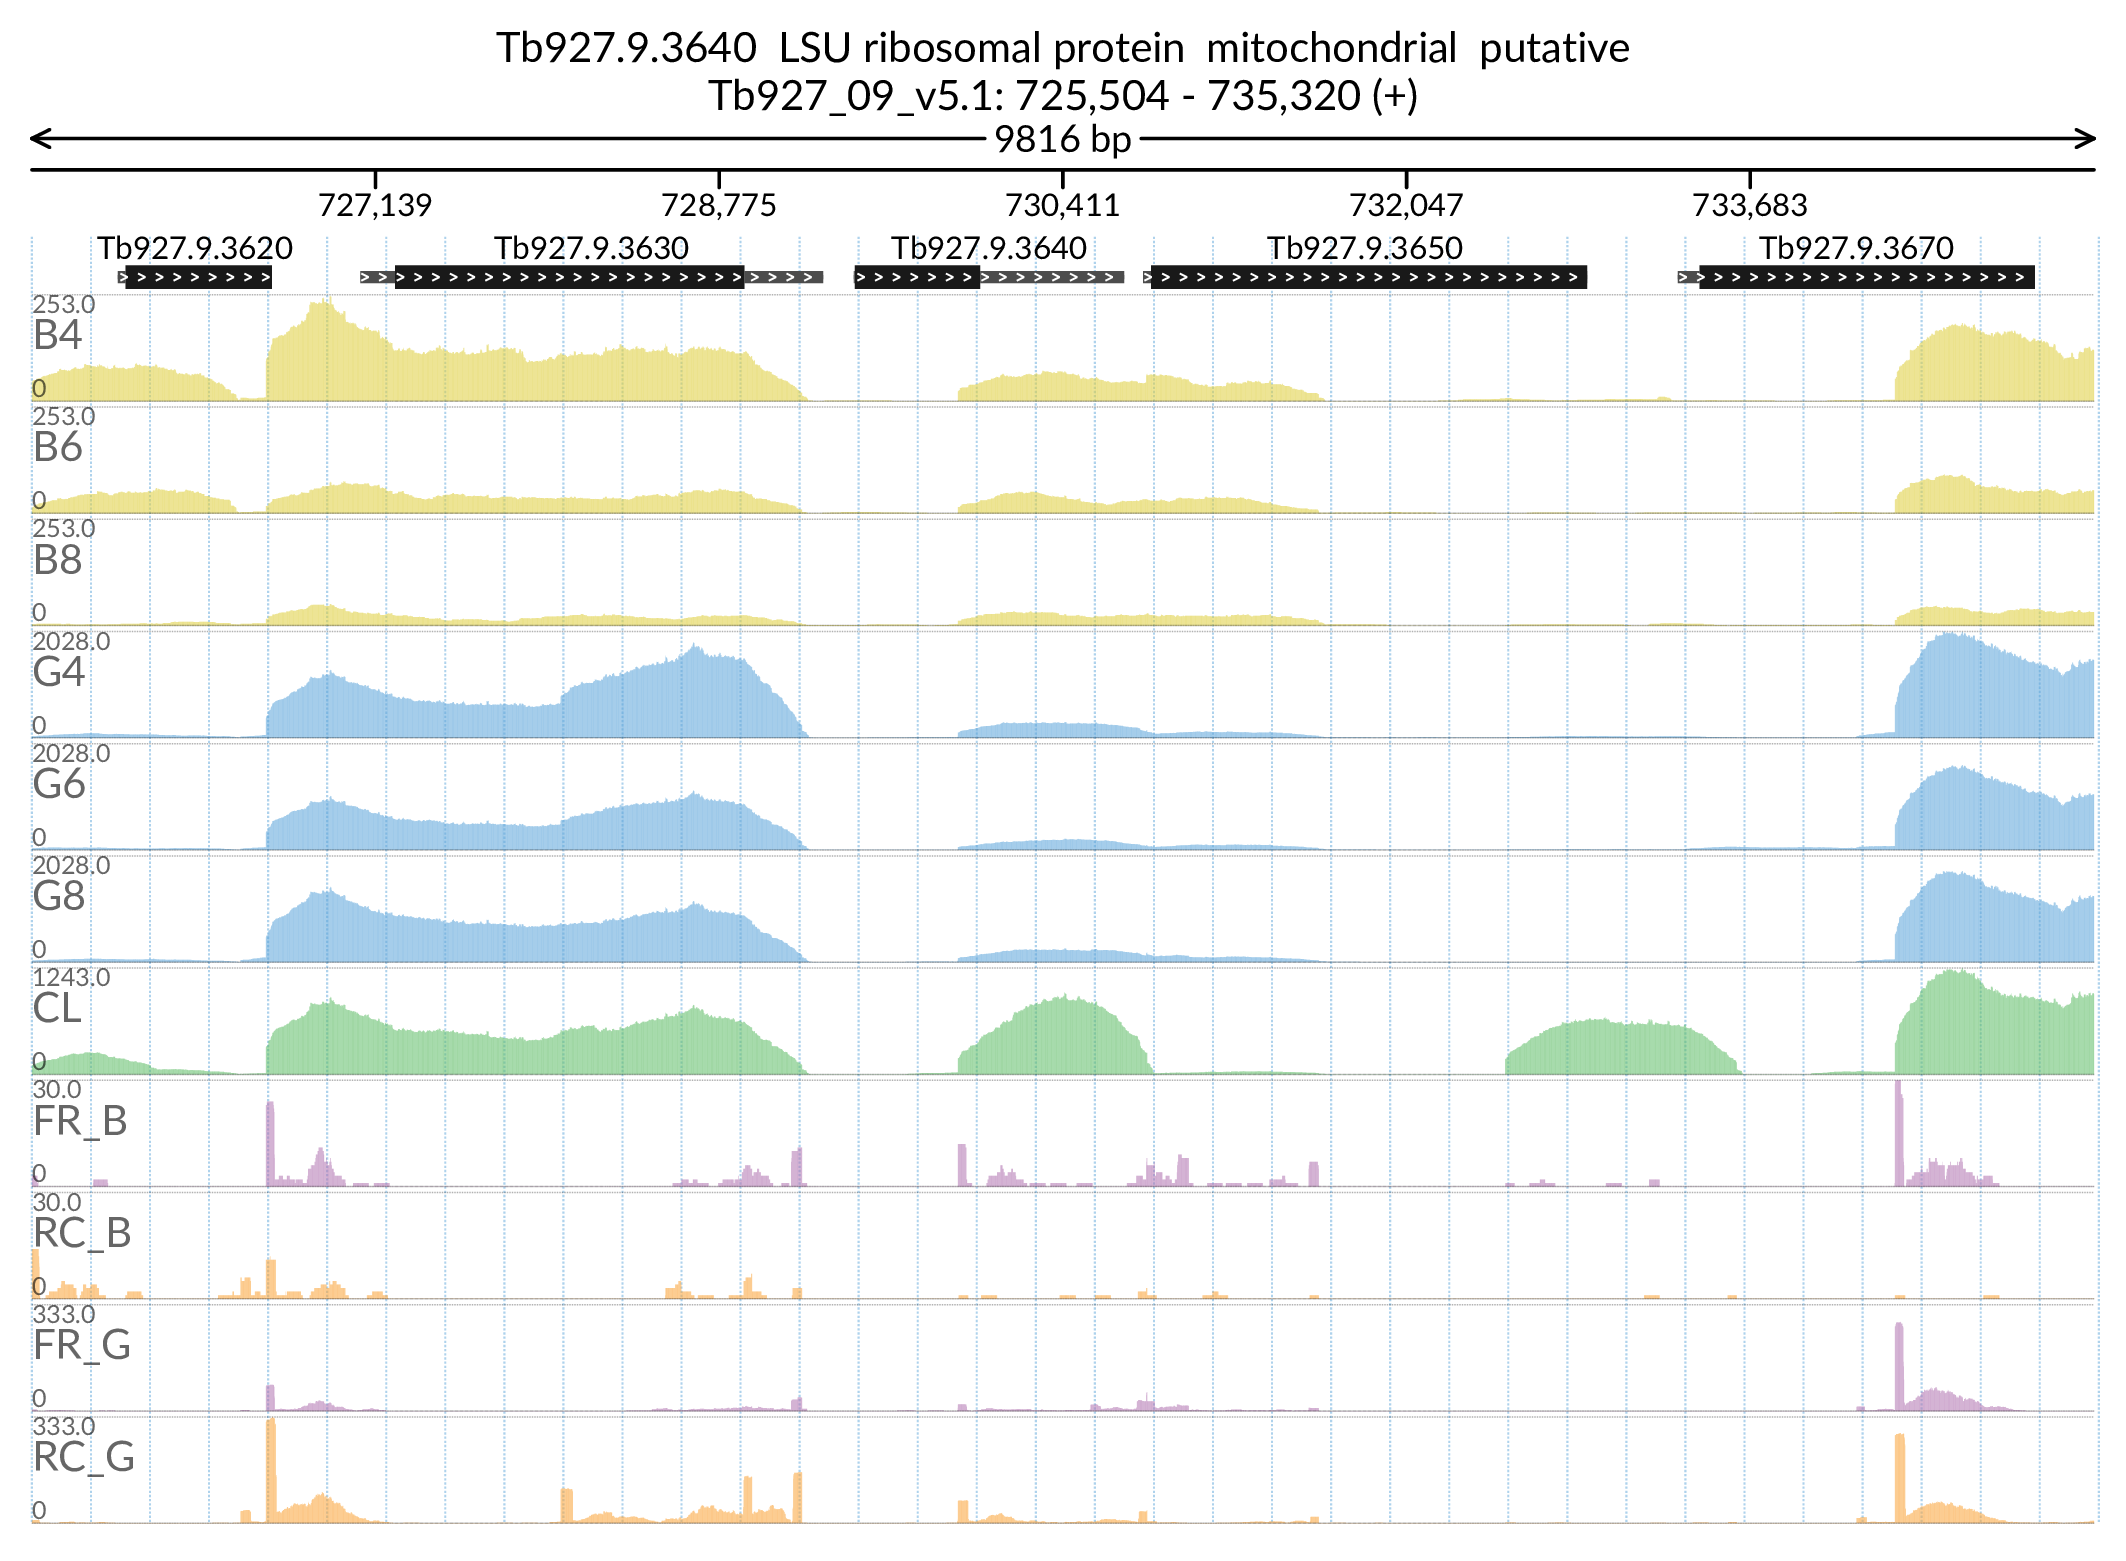 Tb927.9.3640 LSU ribosomal protein mitochondrial putative
Tb927_09_v5.1: 725,504 - 735,320 (+)
9816 bp
727,139 728,775 730,411 732,047 733,683
Tb927.9.3620 Tb927.9.3630 Tb927.9.3640 Tb927.9.3650 Tb927.9.3670
253.0
B4
0
253.0
B6
0
253.0
B8
0
2028.0
G4
0
2028.0
G6
0
2028.0
G8
0
1243.0
CL
0
30.0
FR_B
0
30.0
RC_B
0
333.0
FR_G
0
333.0
RC_G
0